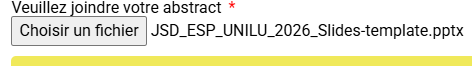 Veuillez joindre votre abstract *
Choisir un fichier JSD_ESP_UNILU_2026_Slides-template.pptx